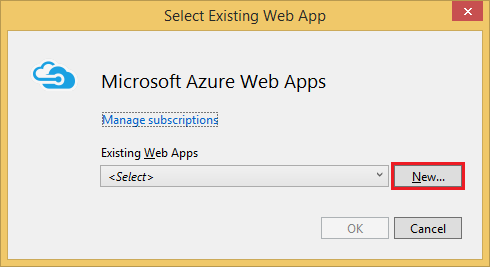 Select Existing Web App
Microsoft Azure Web Apps
Manage subscriptions
Existing Web Apps
<Select>
New...
OK
Cancel